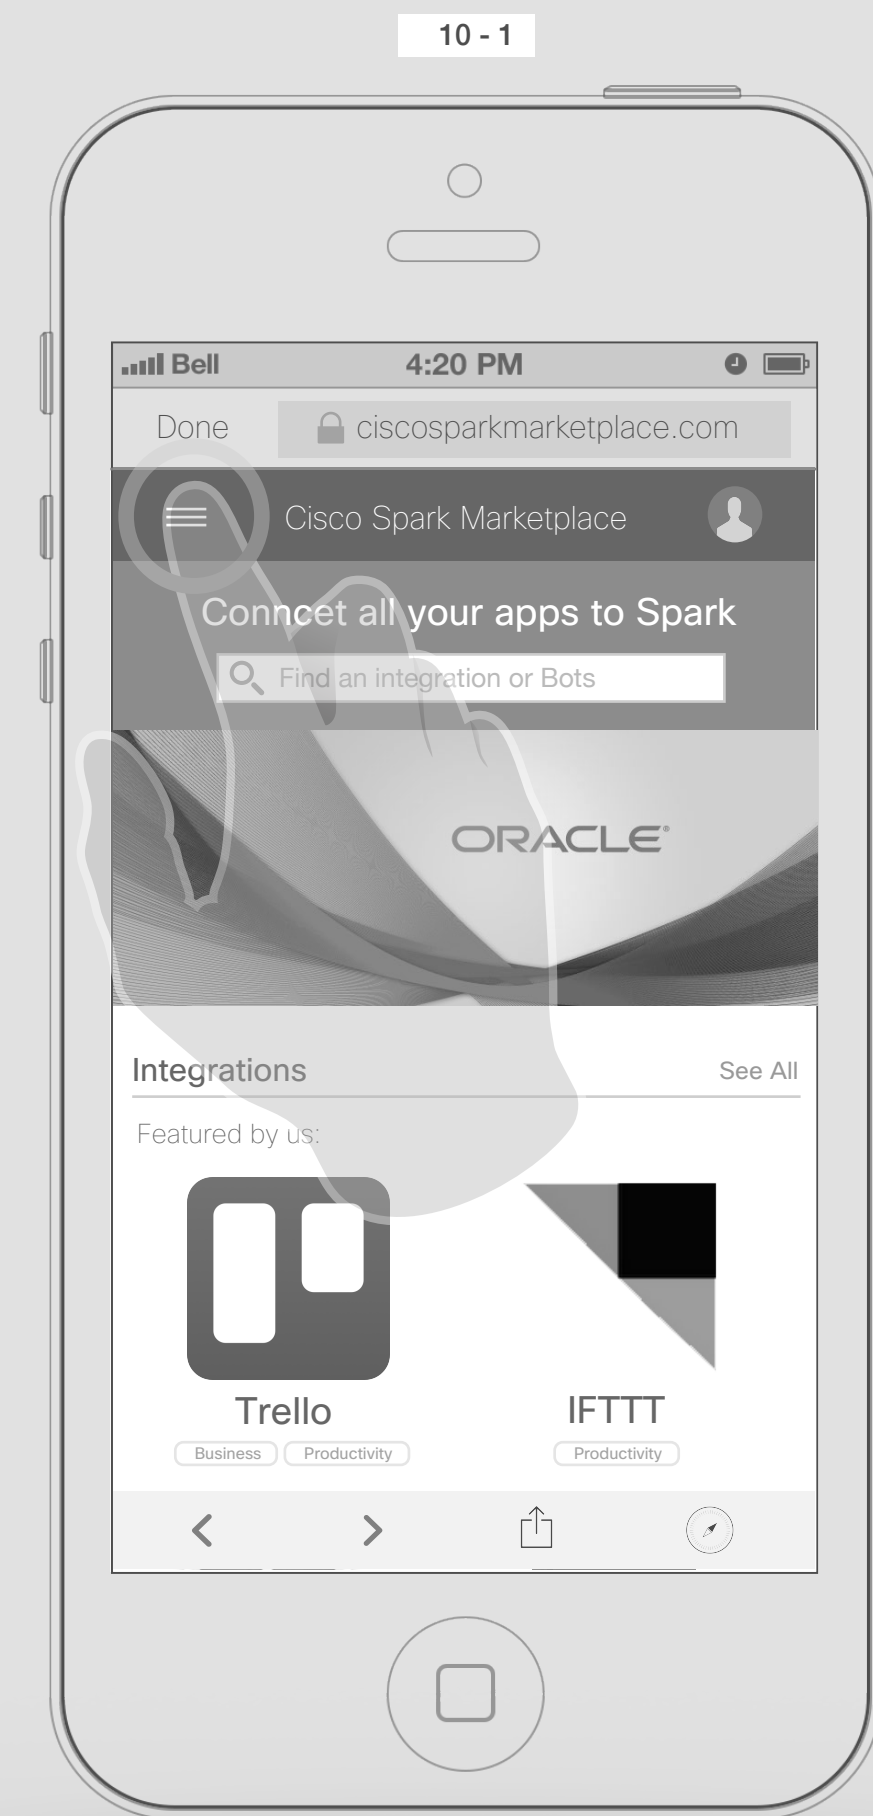 10 - 1
Bell 4:20 PM
Done ciscosparkmarketplace.com
Cisco Spark Marketplace
Conncet all your apps to Spark
Find an integration or Bots
ORACLE®
Integrations See All
Featured by us:
Trello IFTTT
Business Productivity Productivity